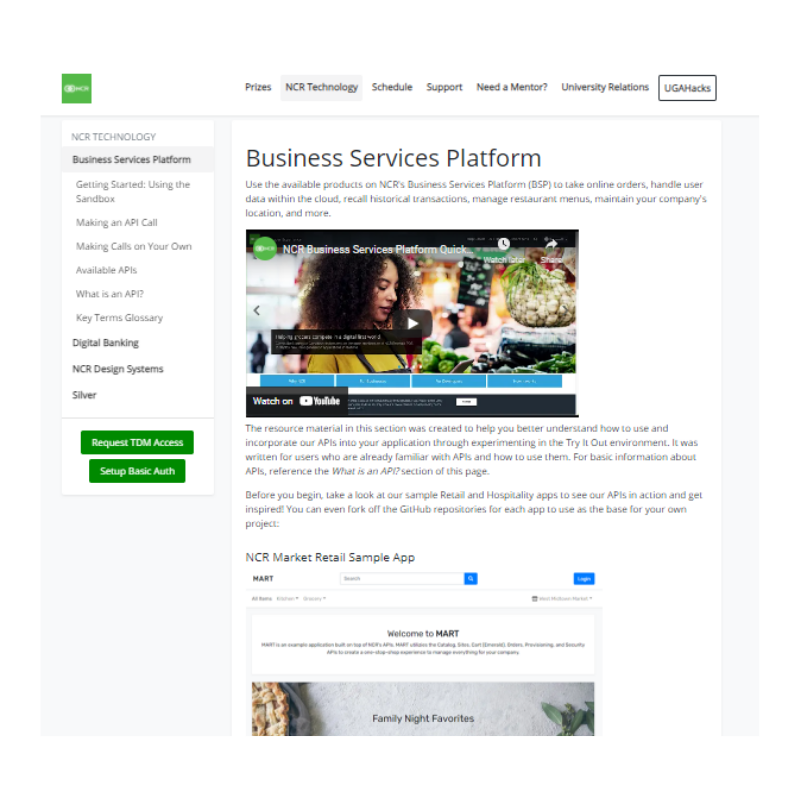 NCR
Prizes NCR Technology Schedule Support Need a Mentor? University Relations UGAHacks
NCR TECHNOLOGY
Business Services Platform
Getting Started: Using the
Sandbox
Making an API Call
Making Calls on Your Own
Available APIs
What is an API?
Key Terms Glossary
Digital Banking
NCR Design Systems
Silver
Request TDM Access
Setup Basic Auth
Business Services Platform
Use the available products on NCR's Business Services Platform (BSP) to take online orders, handle user
data within the cloud, recall historical transactions, manage restaurant menus, maintain your company's
location, and more.
NCR Business Services Platform Quick
Watch later Share
Helping grocers compete in a digital first world
Watch on YouTube
The resource material in this section was created to help you better understand how to use and
incorporate our APIs into your application through experimenting in the Try It Out environment. It was
written for users who are already familiar with APIs and how to use them. For basic information about
APIs, reference the What is an API? section of this page.
Before you begin, take a look at our sample Retail and Hospitality apps to see our APIs in action and get
inspired! You can even fork off the GitHub repositories for each app to use as the base for your own
project:
NCR Market Retail Sample App
MART Search Login
All Items Kitchen Grocery West Midtown Market
Welcome to MART
MART is an example application built on top of NCR's APIs. MART utilizes the Catalog, Sites, Cart (Emerald), Orders, Provisioning, and Security
APIs to create a one-stop-shop experience to manage everything for your company.
Family Night Favorites